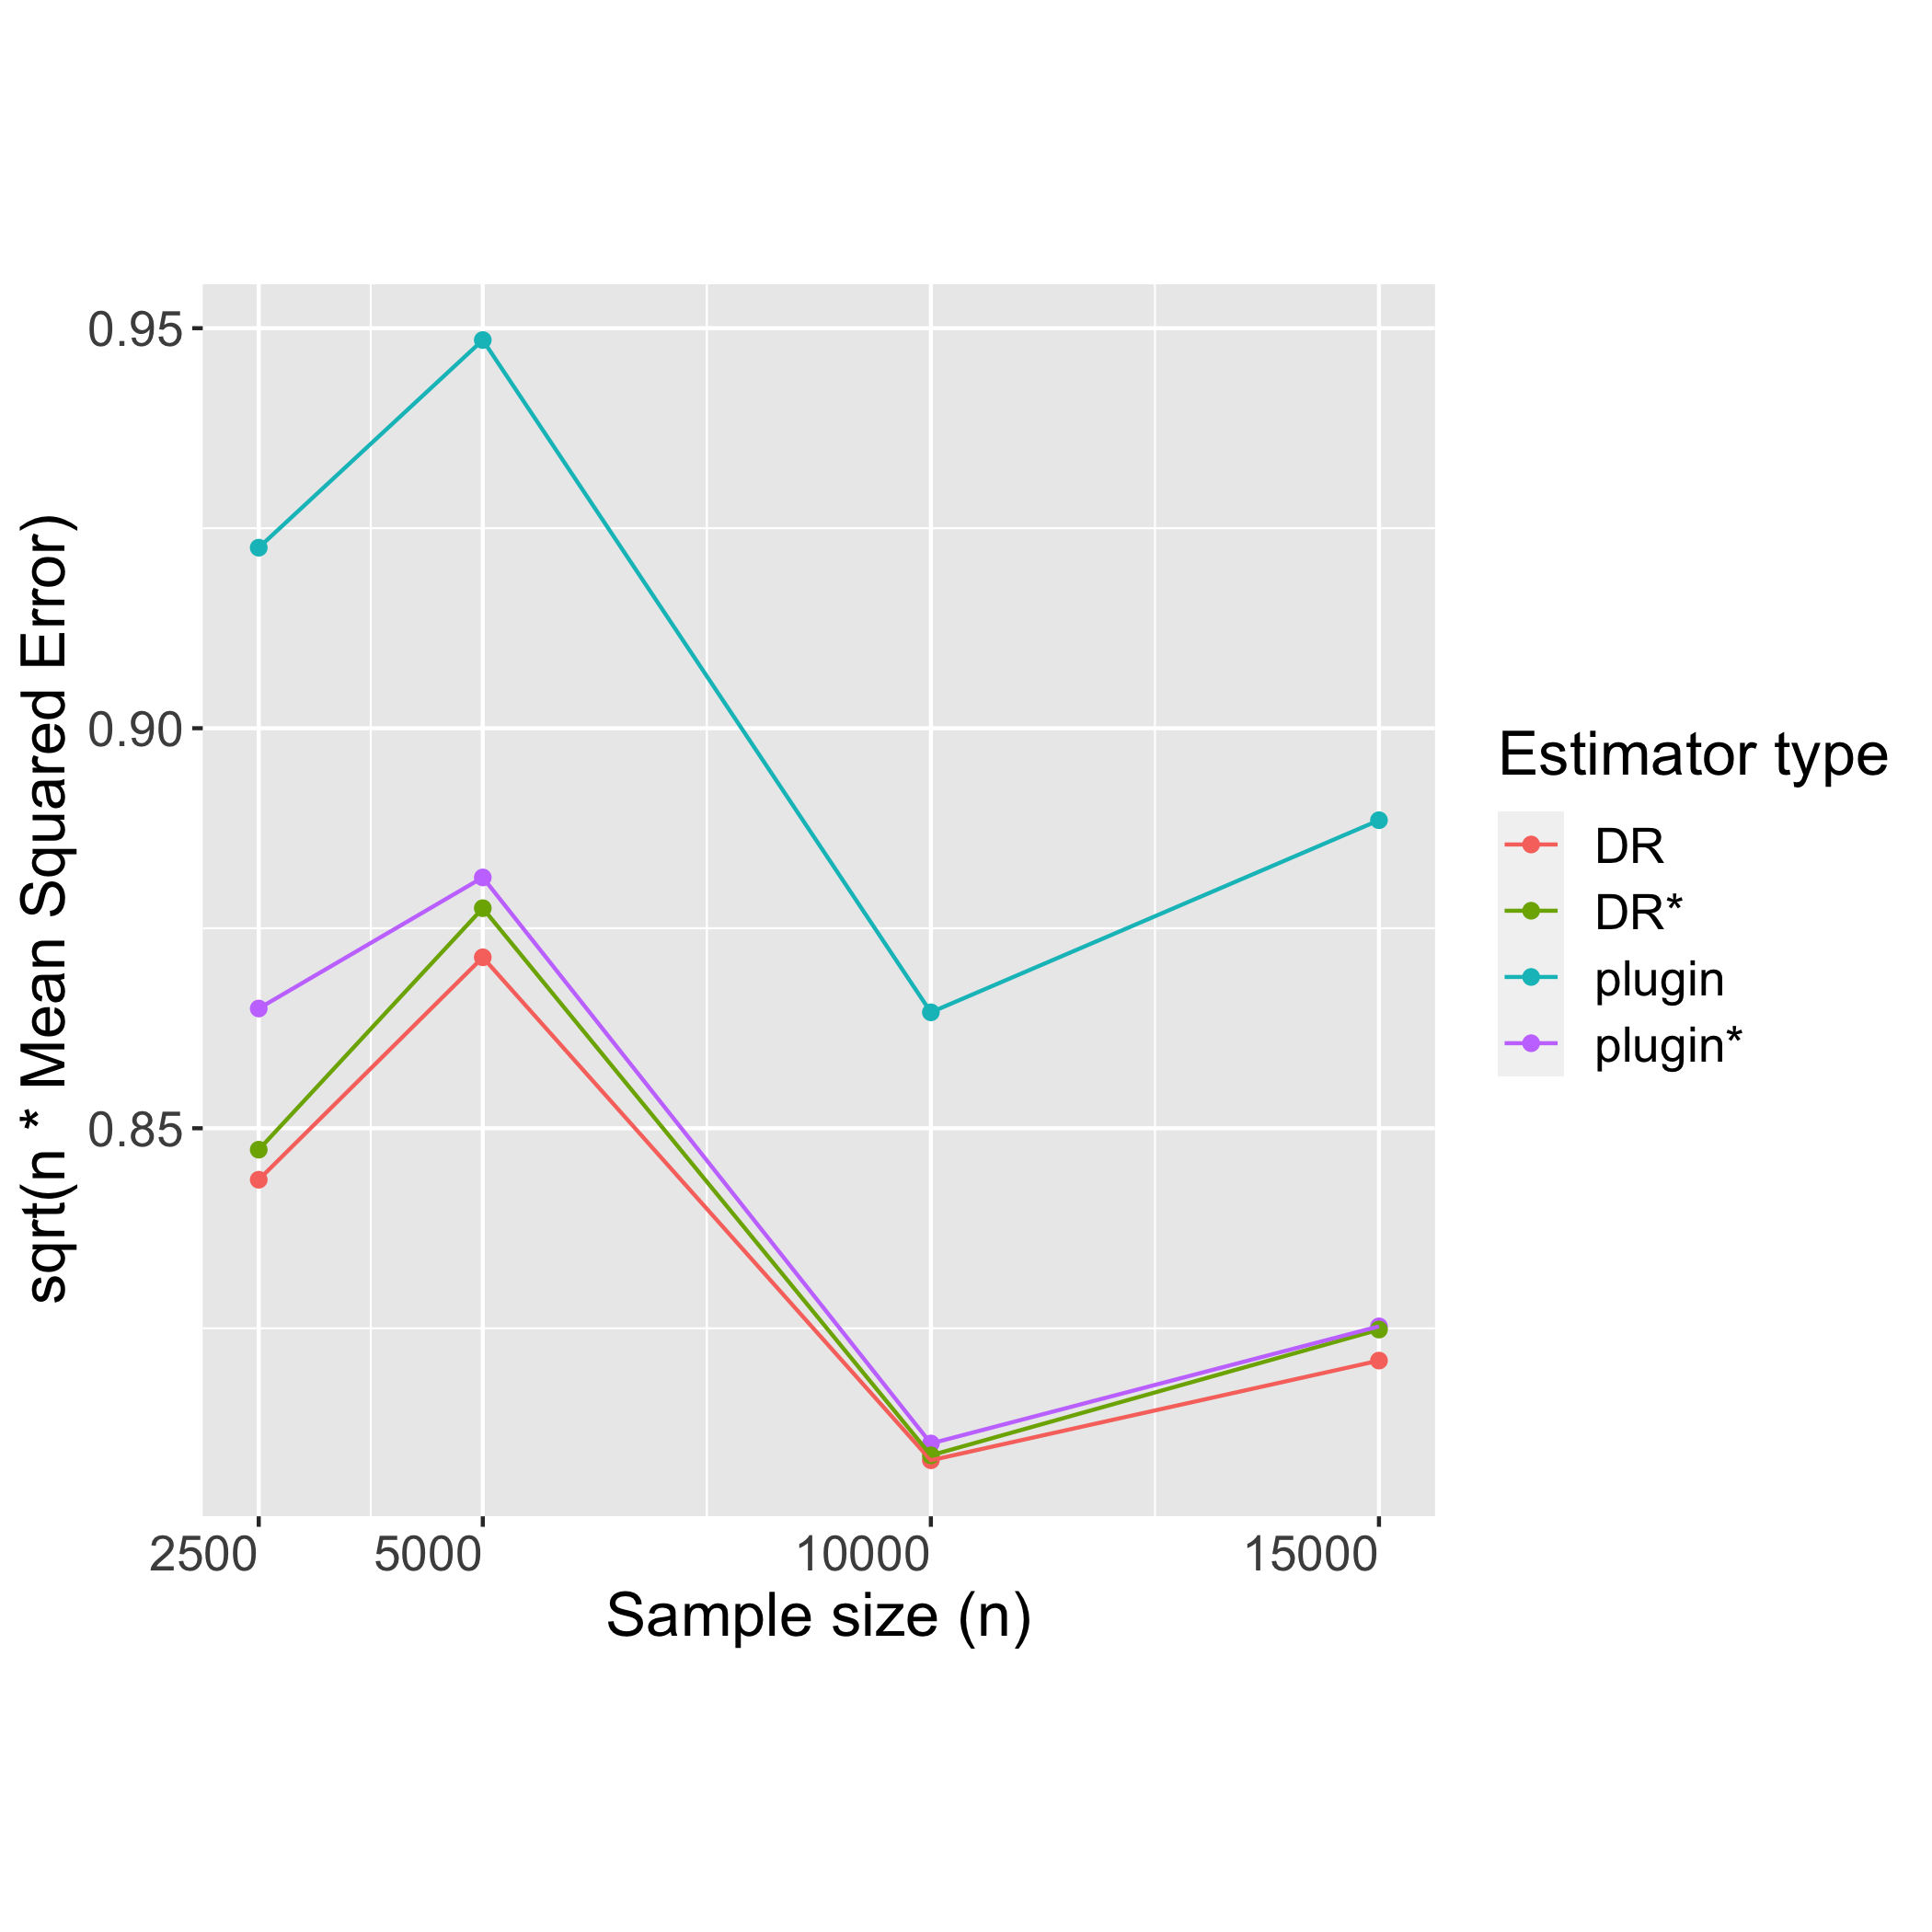 sqrt(n * Mean Squared Error)
0.95
0.90
0.85
2500
5000
10000
15000
Sample size (n)
Estimator type
DR
DR*
plugin
plugin*